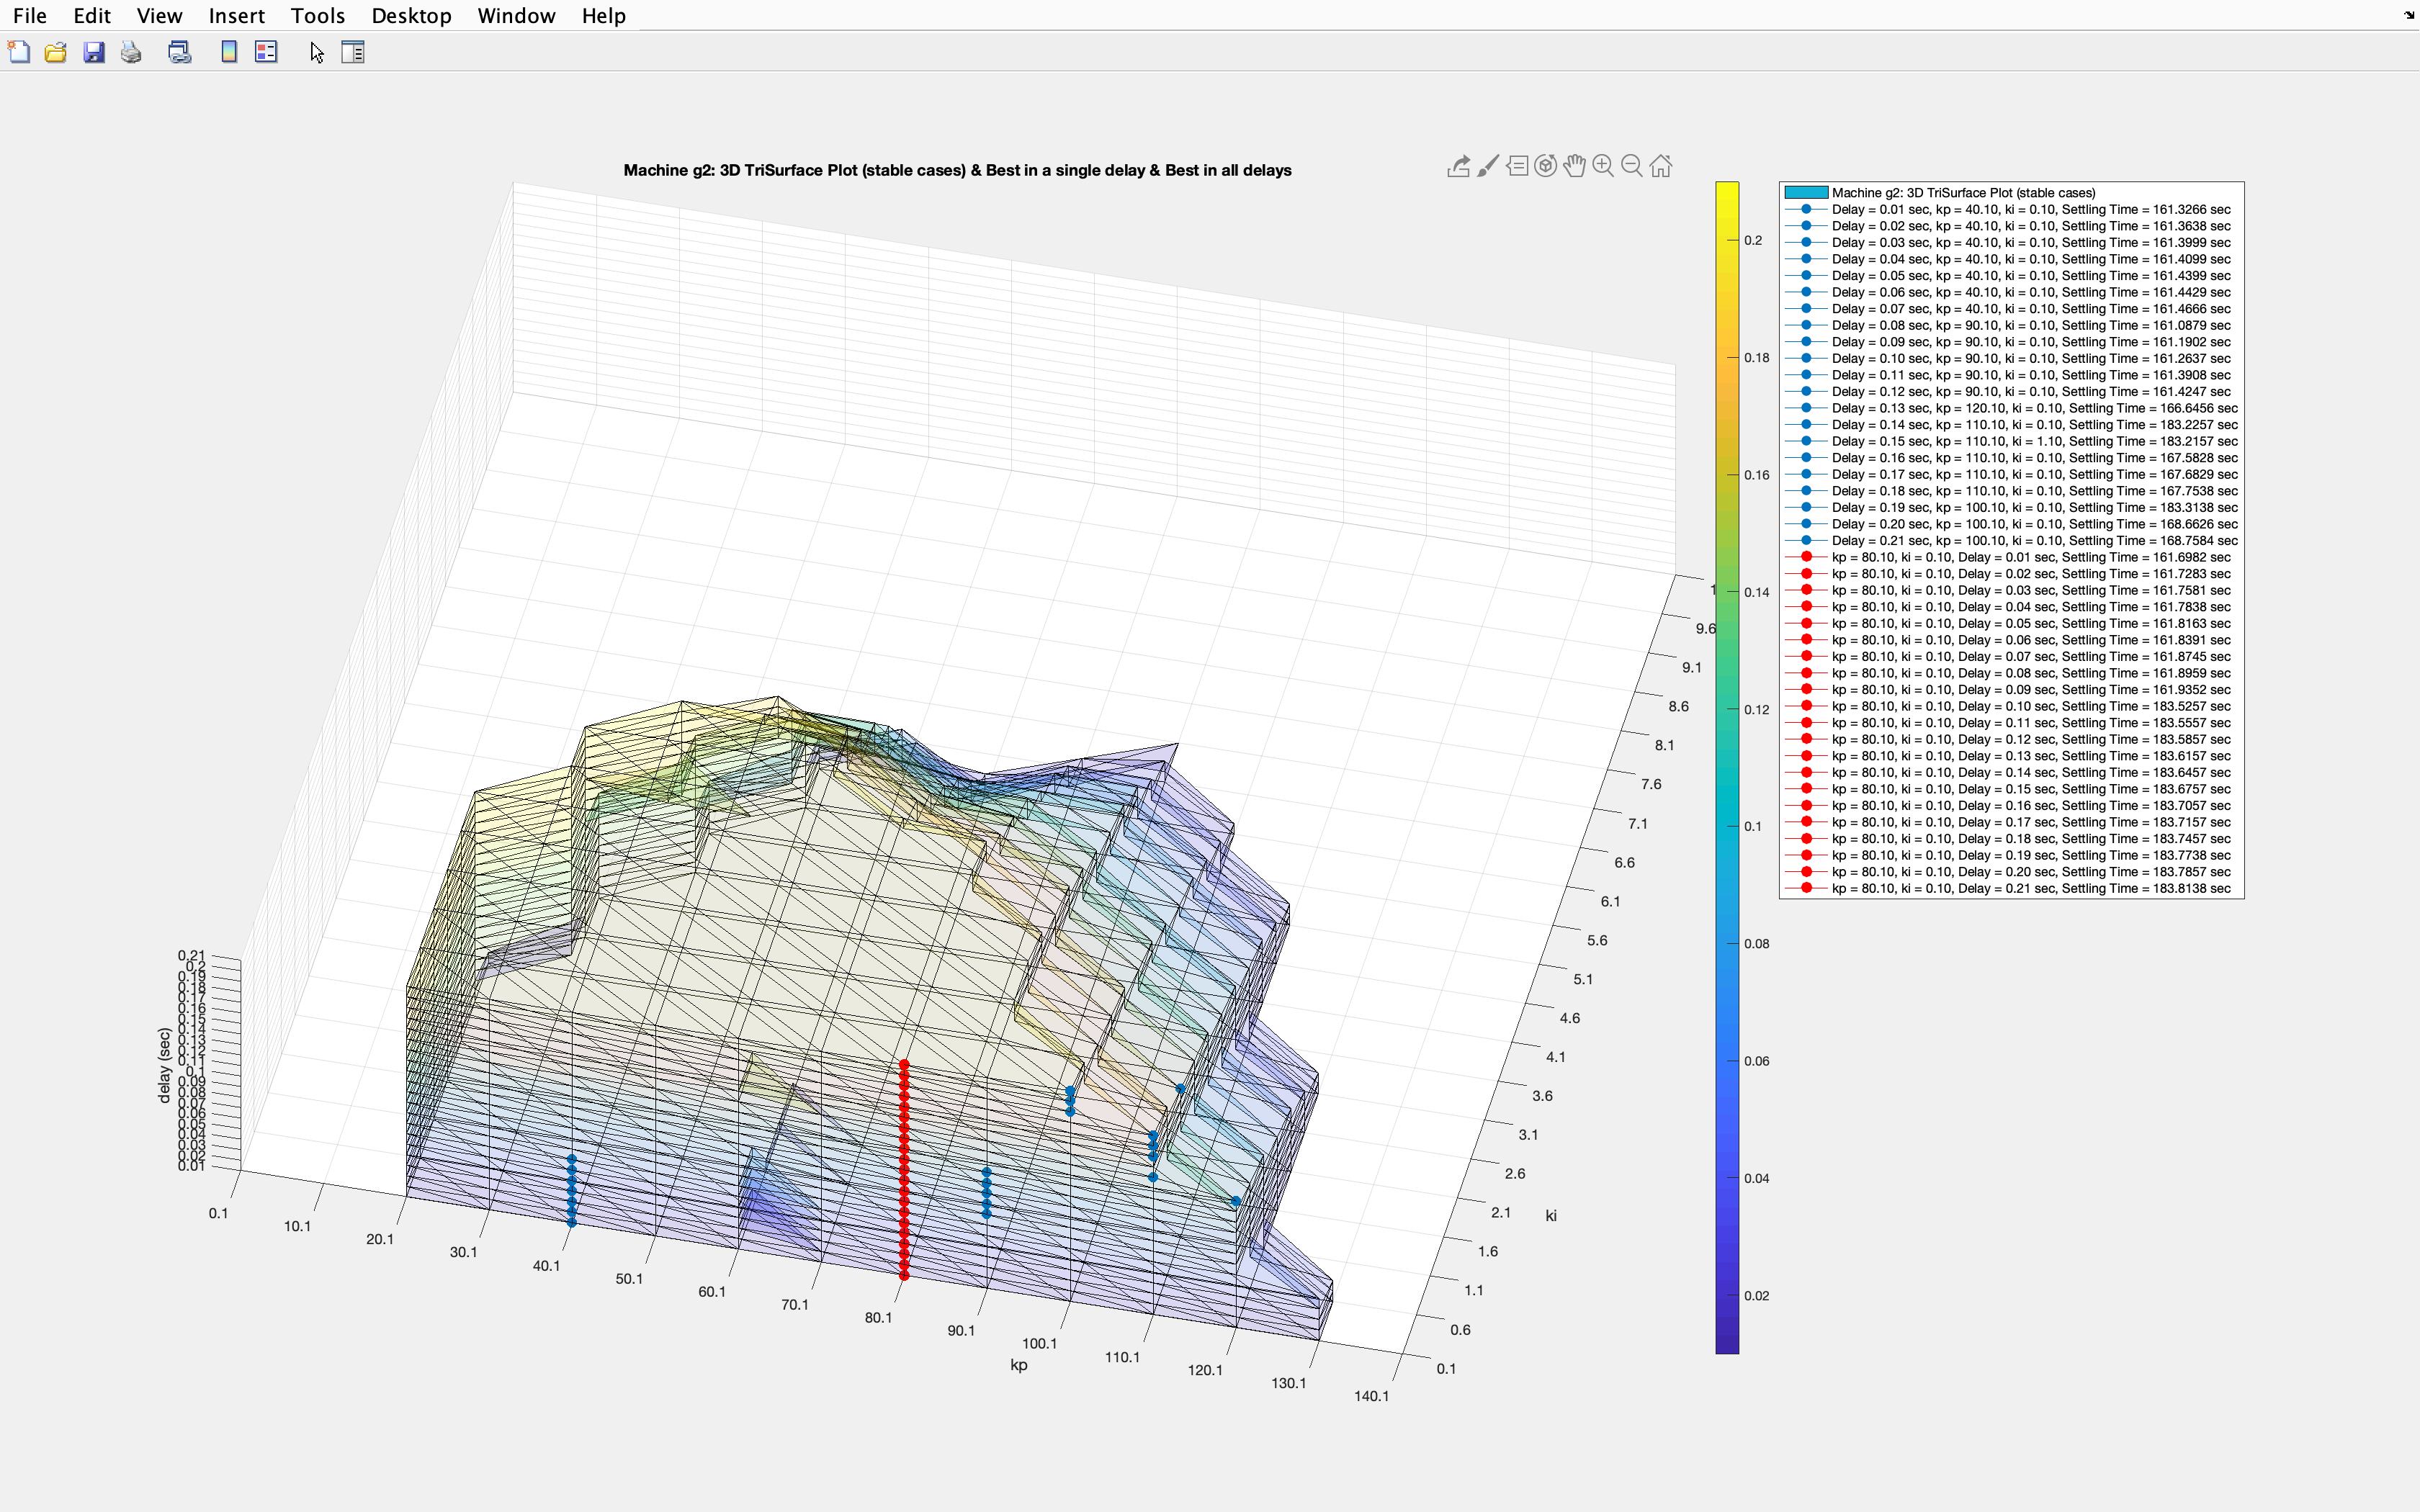 File Edit View Insert Tools Desktop Window Help
Machine g2: 3D TriSurface Plot (stable cases) & Best in a single delay & Best in all delays
Machine g2: 3D TriSurface Plot (stable cases)
Delay = 0.01 sec, kp = 40.10, ki = 0.10, Settling Time = 161.3266 sec
Delay = 0.02 sec, kp = 40.10, ki = 0.10, Settling Time = 161.3638 sec
Delay = 0.03 sec, kp = 40.10, ki = 0.10, Settling Time = 161.3999 sec
Delay = 0.04 sec, kp = 40.10, ki = 0.10, Settling Time = 161.4099 sec
Delay = 0.05 sec, kp = 40.10, ki = 0.10, Settling Time = 161.4399 sec
Delay = 0.06 sec, kp = 40.10, ki = 0.10, Settling Time = 161.4429 sec
Delay = 0.07 sec, kp = 40.10, ki = 0.10, Settling Time = 161.4666 sec
Delay = 0.08 sec, kp = 90.10, ki = 0.10, Settling Time = 161.0879 sec
Delay = 0.09 sec, kp = 90.10, ki = 0.10, Settling Time = 161.1902 sec
Delay = 0.10 sec, kp = 90.10, ki = 0.10, Settling Time = 161.2637 sec
Delay = 0.11 sec, kp = 90.10, ki = 0.10, Settling Time = 161.3908 sec
Delay = 0.12 sec, kp = 90.10, ki = 0.10, Settling Time = 161.4247 sec
Delay = 0.13 sec, kp = 120.10, ki = 0.10, Settling Time = 166.6456 sec
Delay = 0.14 sec, kp = 110.10, ki = 0.10, Settling Time = 183.2257 sec
Delay = 0.15 sec, kp = 110.10, ki = 1.10, Settling Time = 183.2157 sec
Delay = 0.16 sec, kp = 110.10, ki = 0.10, Settling Time = 167.5828 sec
Delay = 0.17 sec, kp = 110.10, ki = 0.10, Settling Time = 167.6829 sec
Delay = 0.18 sec, kp = 110.10, ki = 0.10, Settling Time = 167.7538 sec
Delay = 0.19 sec, kp = 100.10, ki = 0.10, Settling Time = 183.3138 sec
Delay = 0.20 sec, kp = 100.10, ki = 0.10, Settling Time = 168.6626 sec
Delay = 0.21 sec, kp = 100.10, ki = 0.10, Settling Time = 168.7584 sec
kp = 80.10, ki = 0.10, Delay = 0.01 sec, Settling Time = 161.6982 sec
kp = 80.10, ki = 0.10, Delay = 0.02 sec, Settling Time = 161.7283 sec
kp = 80.10, ki = 0.10, Delay = 0.03 sec, Settling Time = 161.7581 sec
kp = 80.10, ki = 0.10, Delay = 0.04 sec, Settling Time = 161.7838 sec
kp = 80.10, ki = 0.10, Delay = 0.05 sec, Settling Time = 161.8163 sec
kp = 80.10, ki = 0.10, Delay = 0.06 sec, Settling Time = 161.8391 sec
kp = 80.10, ki = 0.10, Delay = 0.07 sec, Settling Time = 161.8745 sec
kp = 80.10, ki = 0.10, Delay = 0.08 sec, Settling Time = 161.8959 sec
kp = 80.10, ki = 0.10, Delay = 0.09 sec, Settling Time = 161.9352 sec
kp = 80.10, ki = 0.10, Delay = 0.10 sec, Settling Time = 183.5257 sec
kp = 80.10, ki = 0.10, Delay = 0.11 sec, Settling Time = 183.5557 sec
kp = 80.10, ki = 0.10, Delay = 0.12 sec, Settling Time = 183.5857 sec
kp = 80.10, ki = 0.10, Delay = 0.13 sec, Settling Time = 183.6157 sec
kp = 80.10, ki = 0.10, Delay = 0.14 sec, Settling Time = 183.6457 sec
kp = 80.10, ki = 0.10, Delay = 0.15 sec, Settling Time = 183.6757 sec
kp = 80.10, ki = 0.10, Delay = 0.16 sec, Settling Time = 183.7057 sec
kp = 80.10, ki = 0.10, Delay = 0.17 sec, Settling Time = 183.7157 sec
kp = 80.10, ki = 0.10, Delay = 0.18 sec, Settling Time = 183.7457 sec
kp = 80.10, ki = 0.10, Delay = 0.19 sec, Settling Time = 183.7738 sec
kp = 80.10, ki = 0.10, Delay = 0.20 sec, Settling Time = 183.7857 sec
kp = 80.10, ki = 0.10, Delay = 0.21 sec, Settling Time = 183.8138 sec
0.2
0.18
0.16
0.14
0.12
0.1
0.08
0.06
0.04
0.02
9.6
9.1
8.6
8.1
7.6
7.1
6.6
6.1
5.6
5.1
4.6
4.1
3.6
3.1
2.6
2.1
1.6
1.1
0.6
0.1
ki
delay (sec)
0.21
0.2
0.19
0.18
0.17
0.16
0.15
0.14
0.13
0.12
0.11
0.1
0.09
0.08
0.07
0.06
0.05
0.04
0.03
0.02
0.01
0.1
10.1
20.1
30.1
40.1
50.1
60.1
70.1
80.1
90.1
100.1
110.1
120.1
130.1
140.1
kp